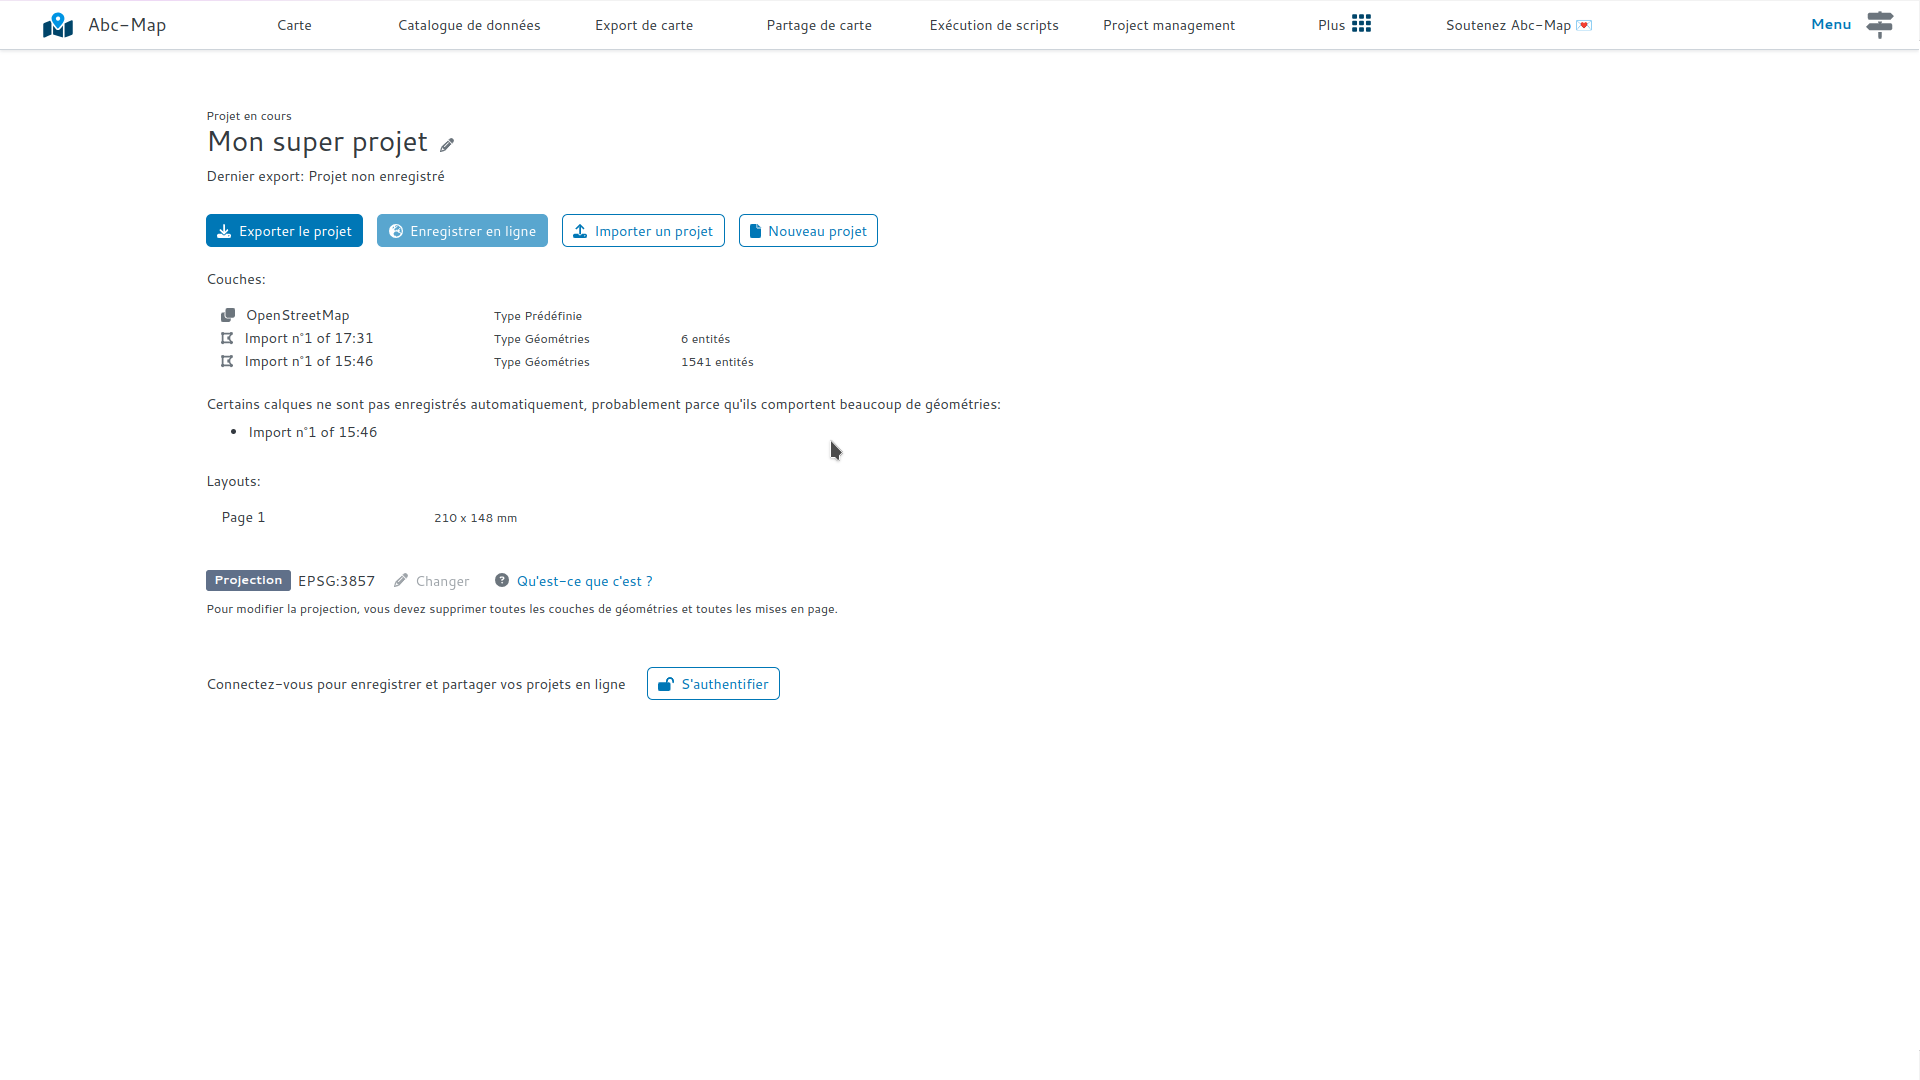 Abc-Map Carte Catalogue de données Export de carte Partage de carte Exécution de scripts Project management Plus Soutenez Abc-Map 💌 Menu
Projet en cours
Mon super projet
Dernier export: Projet non enregistré
Exporter le projet Enregistrer en ligne Importer un projet Nouveau projet
Couches:
OpenStreetMap Type Prédéfinie
Import n°1 of 17:31 Type Géométries 6 entités
Import n°1 of 15:46 Type Géométries 1541 entités
Certains calques ne sont pas enregistrés automatiquement, probablement parce qu'ils comportent beaucoup de géométries:
• Import n°1 of 15:46
Layouts:
Page 1 210 x 148 mm
Projection EPSG:3857 Changer Qu'est-ce que c'est ?
Pour modifier la projection, vous devez supprimer toutes les couches de géométries et toutes les mises en page.
Connectez-vous pour enregistrer et partager vos projets en ligne S'authentifier